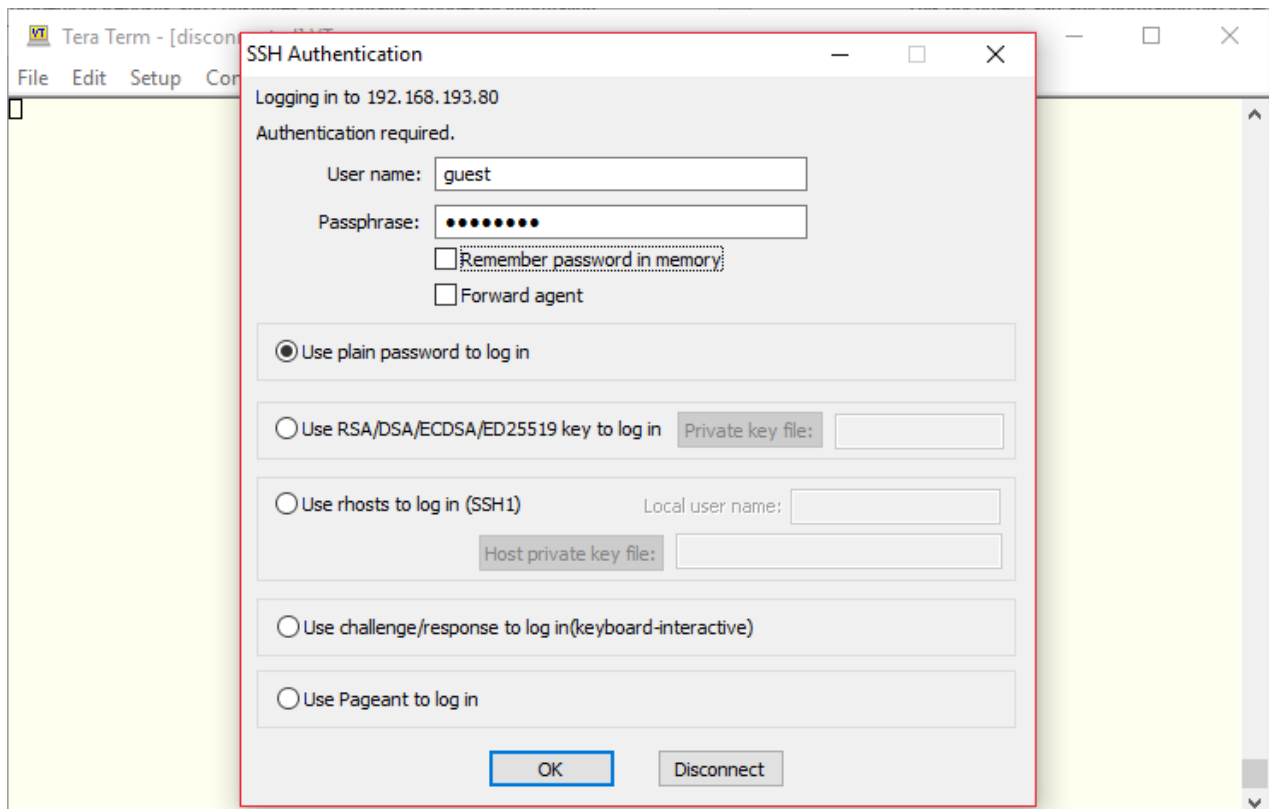 VT Tera Term - [discon
File Edit Setup Con
SSH Authentication
Logging in to 192.168.193.80
Authentication required.
User name: guest
Passphrase: ●●●●●●●●
Remember password in memory
Forward agent
Use plain password to log in
Use RSA/DSA/ECDSA/ED25519 key to log in Private key file:
Use rhosts to log in (SSH1) Local user name:
Host private key file:
Use challenge/response to log in(keyboard-interactive)
Use Pageant to log in
OK Disconnect